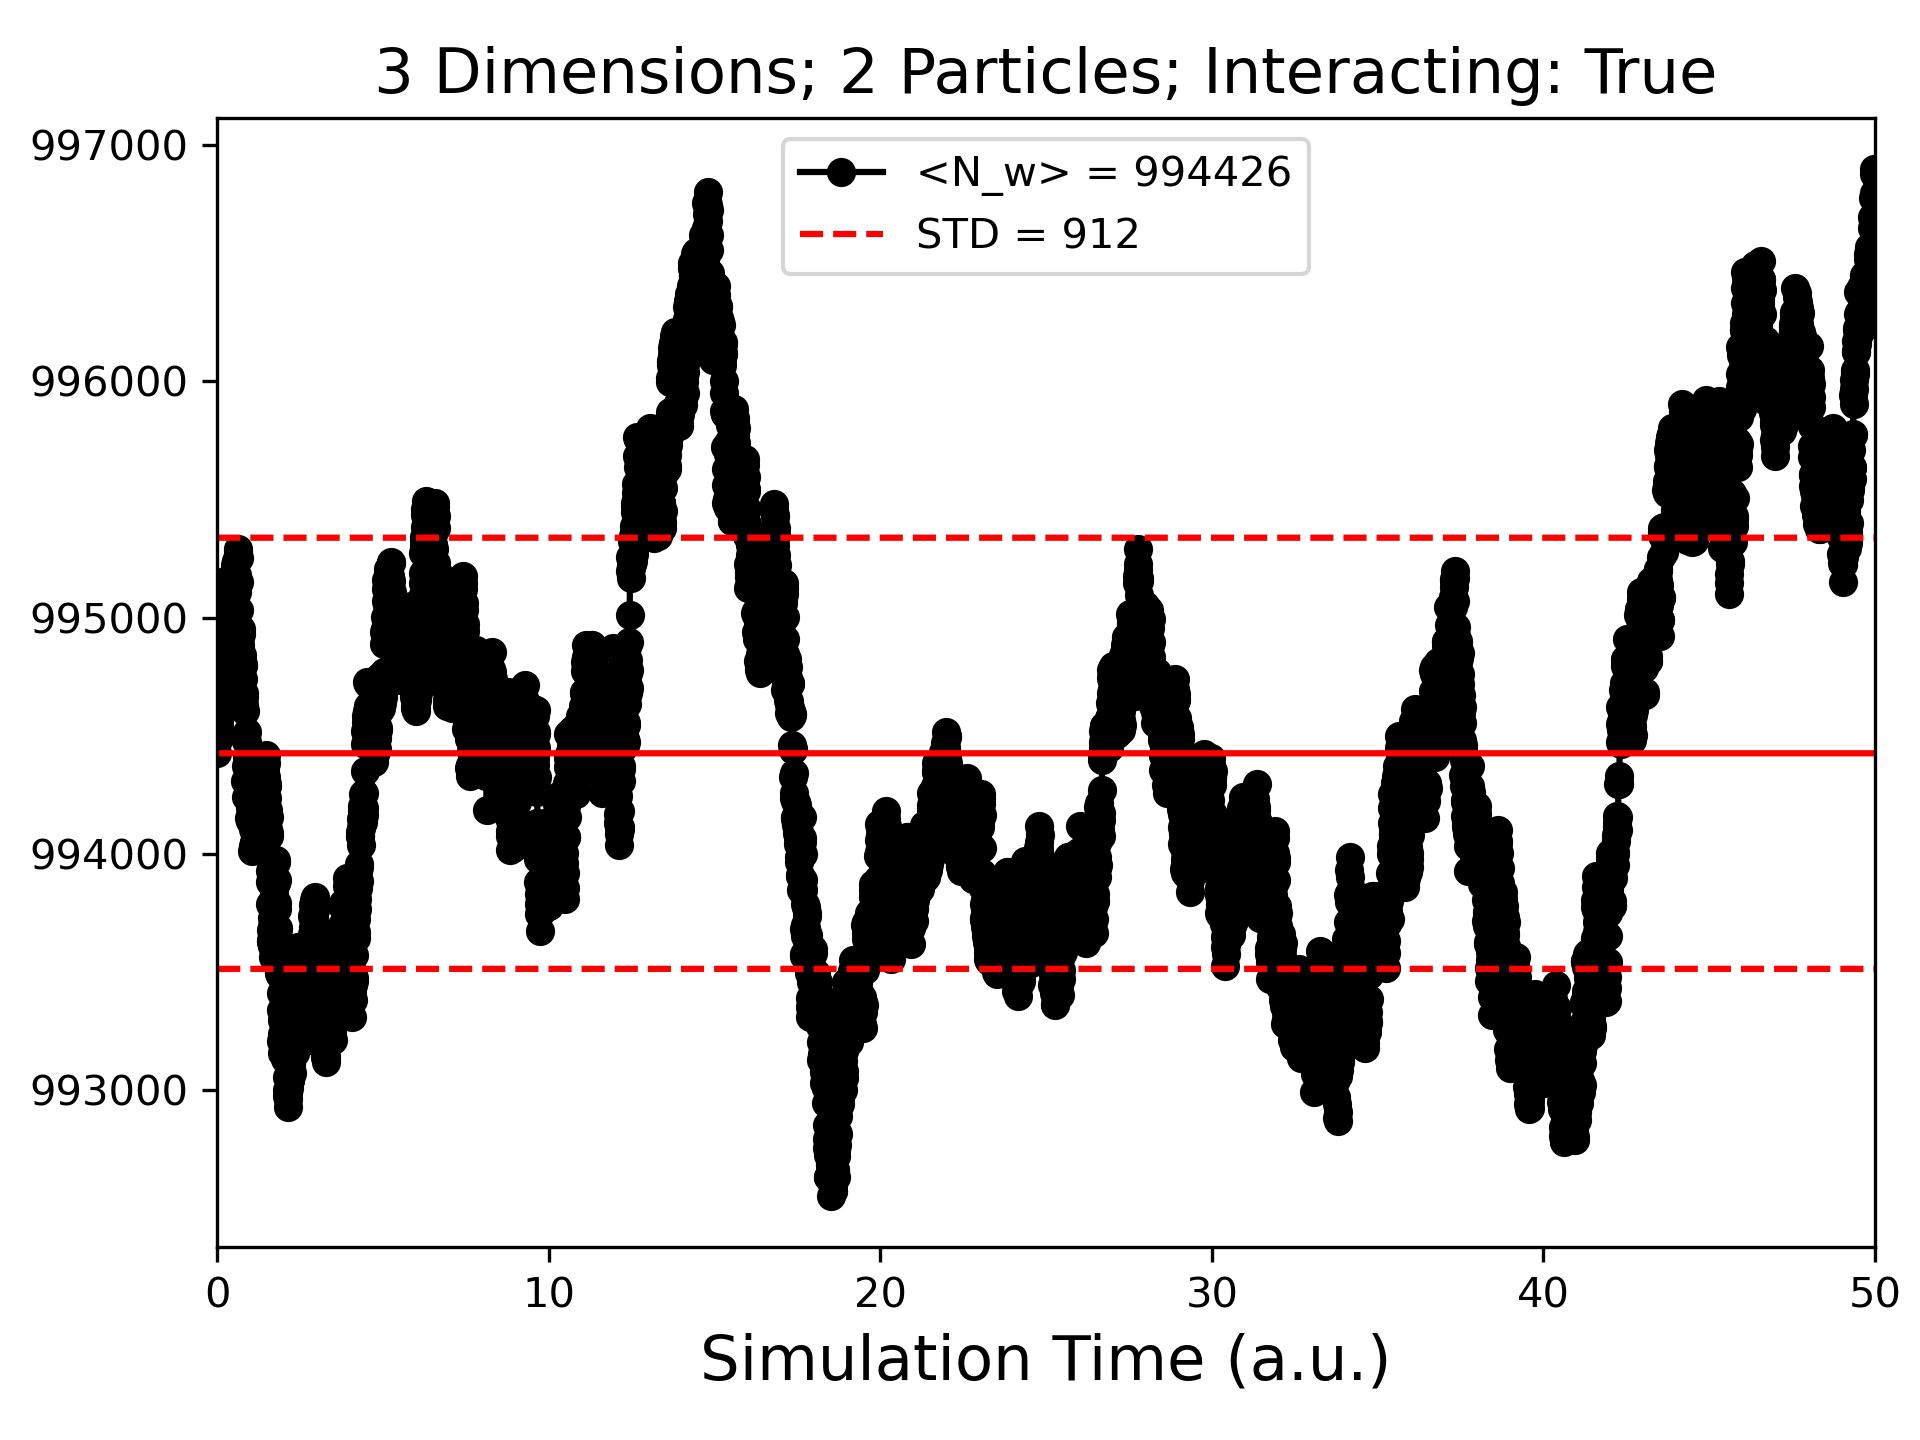 3 Dimensions; 2 Particles; Interacting: True
997000
996000
995000
994000
993000
<N_w> = 994426
STD = 912
0 10 20 30 40 50
Simulation Time (a.u.)